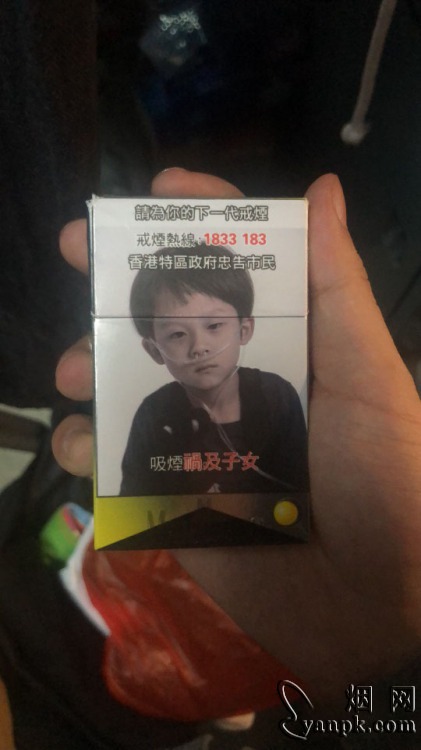 請為你的下一代戒煙
戒煙熱線:1833 183
香港特區政府忠告市民
吸煙禍及子女
烟网
yanpk.com